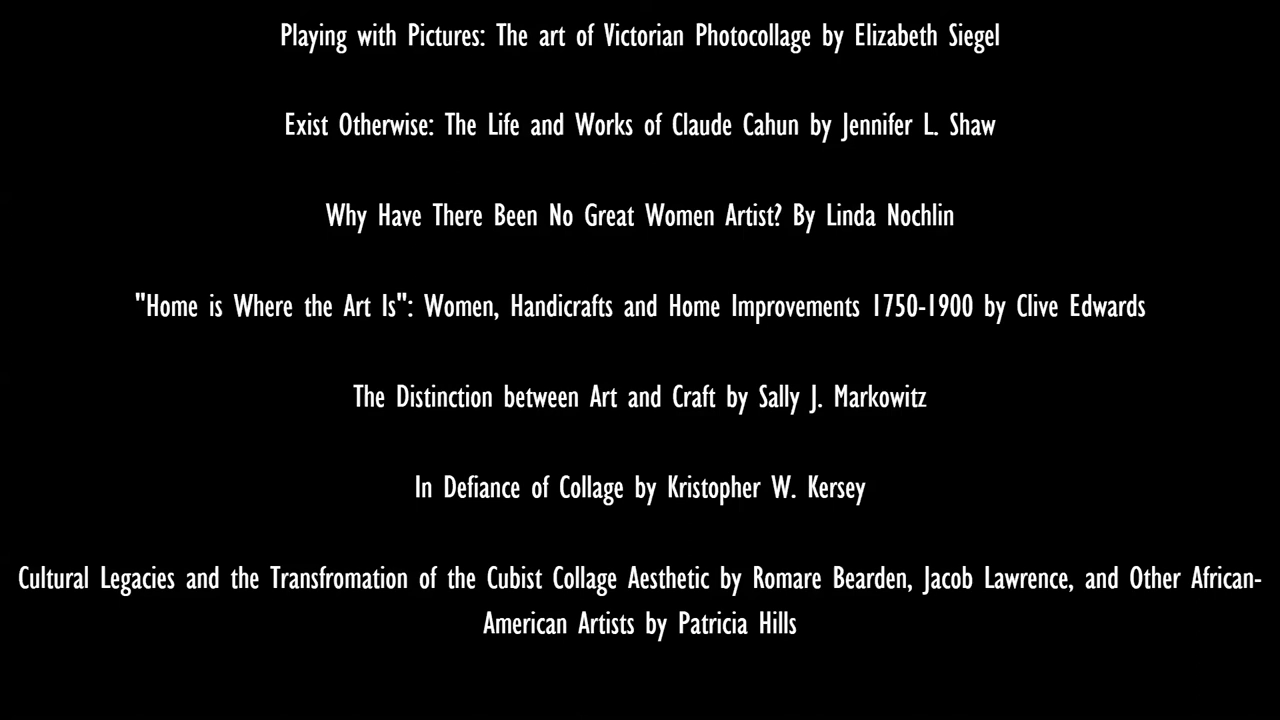 Playing with Pictures: The art of Victorian Photocollage by Elizabeth Siegel
Exist Otherwise: The Life and Works of Claude Cahun by Jennifer L. Shaw
Why Have There Been No Great Women Artist? By Linda Nochlin
"Home is Where the Art Is": Women, Handicrafts and Home Improvements 1750-1900 by Clive Edwards
The Distinction between Art and Craft by Sally J. Markowitz
In Defiance of Collage by Kristopher W. Kersey
Cultural Legacies and the Transfromation of the Cubist Collage Aesthetic by Romare Bearden, Jacob Lawrence, and Other African-
American Artists by Patricia Hills